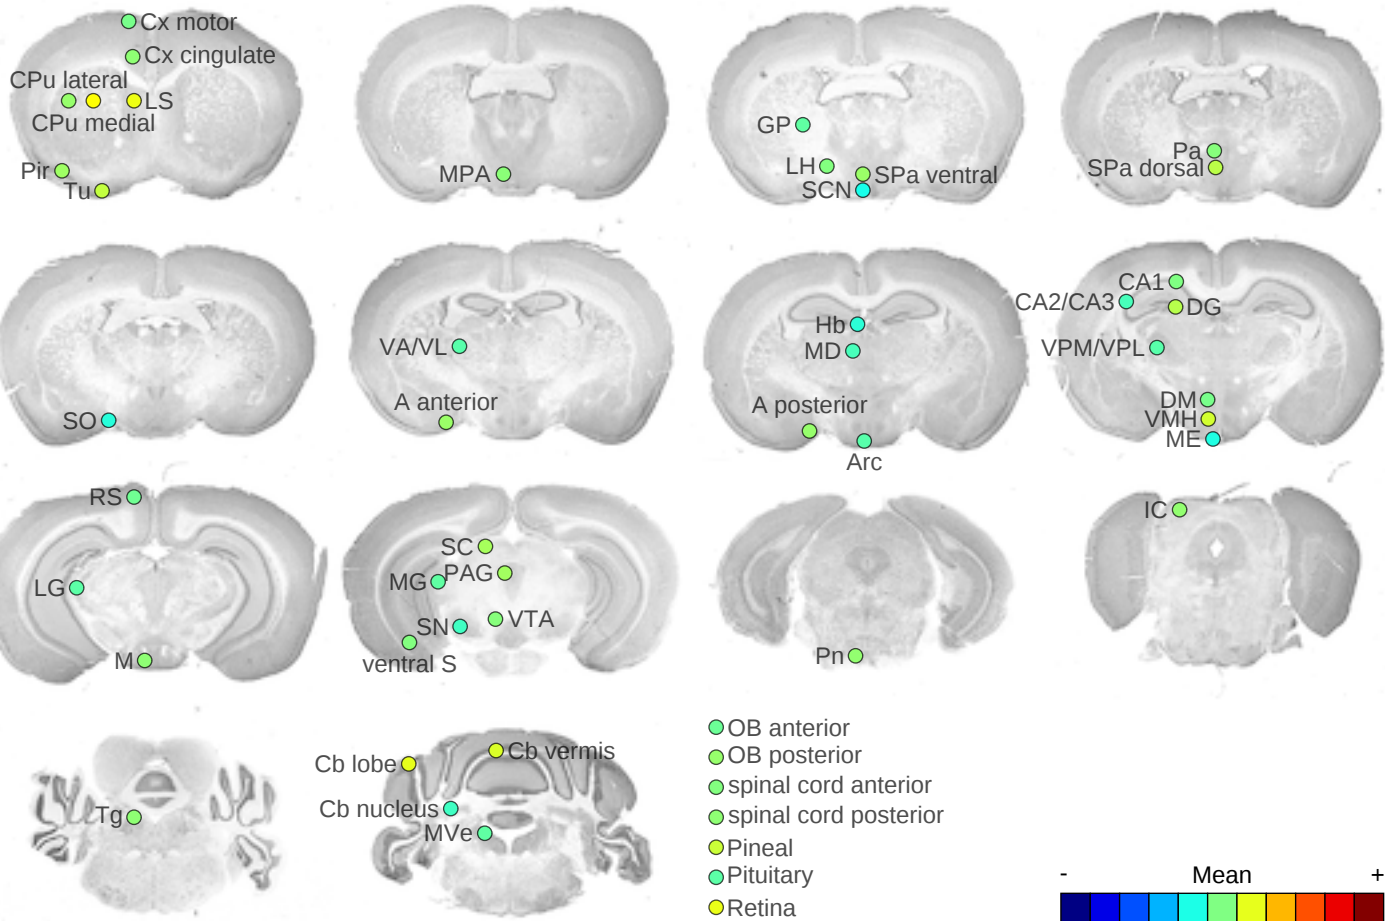 Cx motor
Cx cingulate
CPu lateral
LS
CPu medial
Pir
Tu
MPA
GP
LH
SPa ventral
SCN
Pa
SPa dorsal
SO
VA/VL
A anterior
Hb
MD
A posterior
Arc
CA1
CA2/CA3
DG
VPM/VPL
DM
VMH
ME
RS
LG
M
SC
MG
PAG
SN
VTA
ventral S
Pn
IC
Tg
Cb lobe
Cb vermis
Cb nucleus
MVe
OB anterior
OB posterior
spinal cord anterior
spinal cord posterior
Pineal
Pituitary
Retina
- Mean +